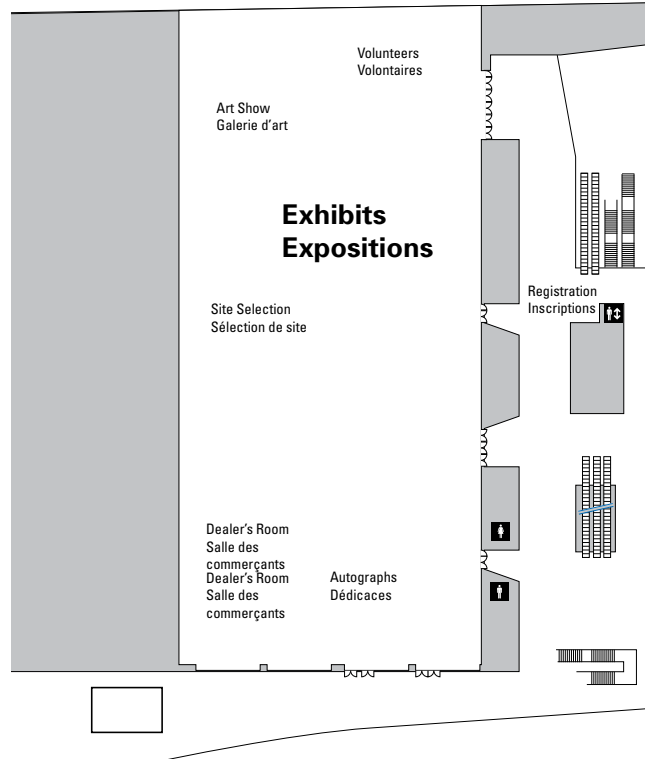 Volunteers
Volontaires
Art Show
Galerie d'art
Exhibits
Expositions
Registration
Inscriptions
Site Selection
Sélection de site
Dealer's Room
Salle des
commerçants
Dealer's Room
Salle des
commerçants
Autographs
Dédicaces